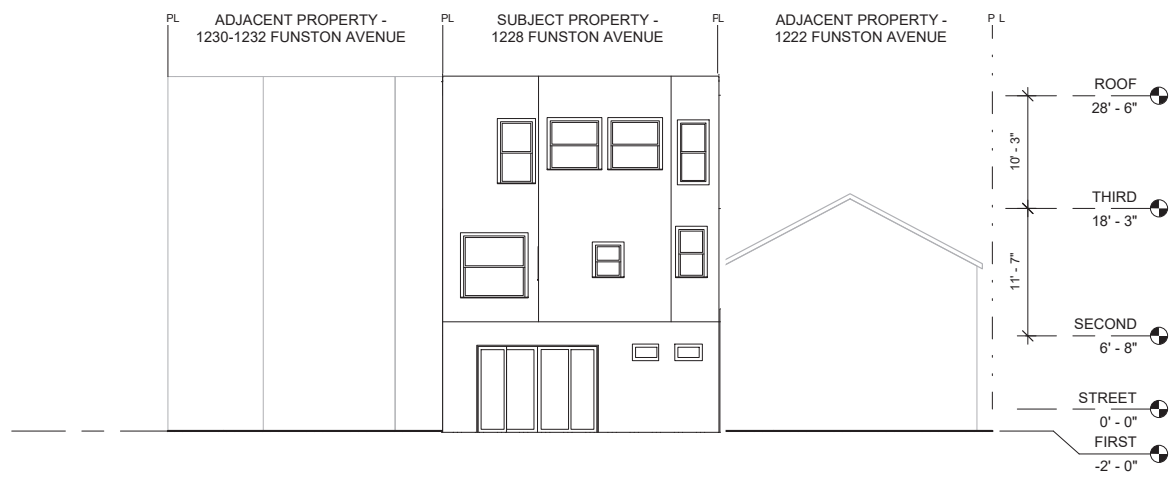 PL
ADJACENT PROPERTY -
1230-1232 FUNSTON AVENUE
PL
SUBJECT PROPERTY -
1228 FUNSTON AVENUE
PL
ADJACENT PROPERTY -
1222 FUNSTON AVENUE
P L
ROOF
28' - 6"
10' - 3"
THIRD
18' - 3"
11' - 7"
SECOND
6' - 8"
STREET
0' - 0"
FIRST
-2' - 0"